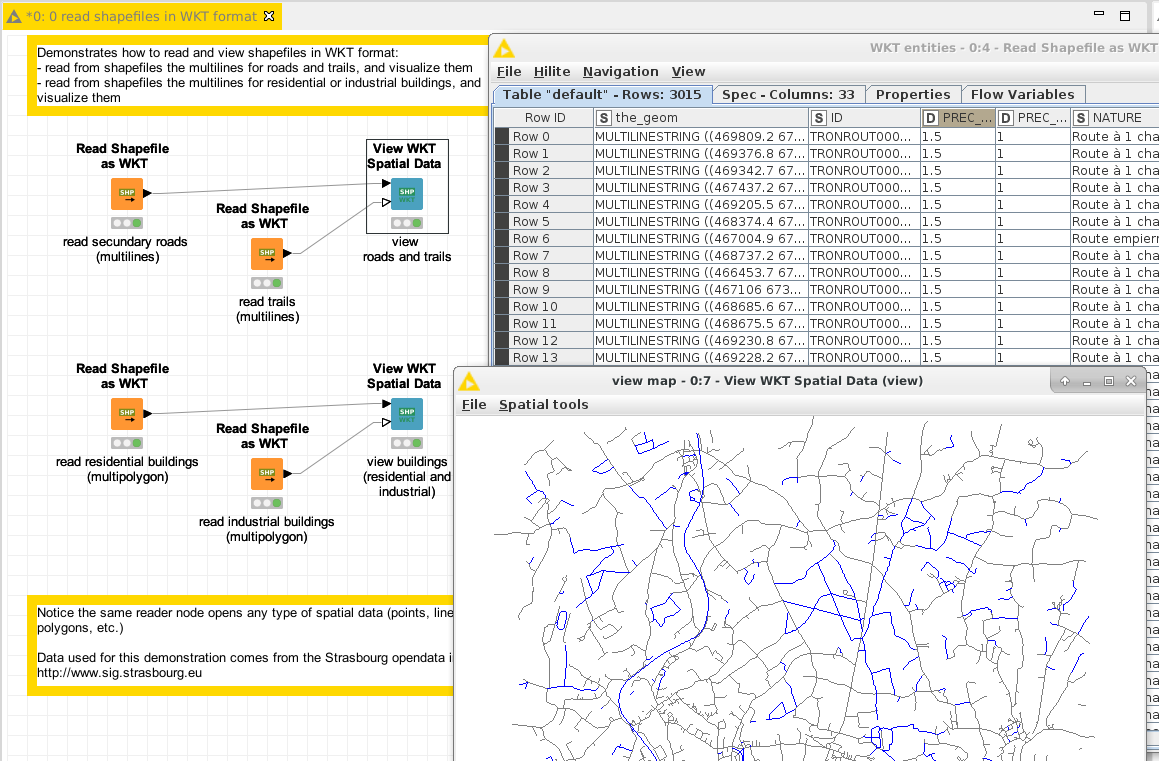 *0: 0 read shapefiles in WKT format
Demonstrates how to read and view shapefiles in WKT format:
- read from shapefiles the multilines for roads and trails, and visualize them
- read from shapefiles the multilines for residential or industrial buildings, and
visualize them
Read Shapefile
as WKT
SHP
read secundary roads
(multilines)
Read Shapefile
as WKT
SHP
read trails
(multilines)
View WKT
Spatial Data
SHP
WKT
view
roads and trails
Read Shapefile
as WKT
SHP
read residential buildings
(multipolygon)
Read Shapefile
as WKT
SHP
read industrial buildings
(multipolygon)
View WKT
Spatial Data
SHP
WKT
view buildings
(residential and
industrial)
Notice the same reader node opens any type of spatial data (points, line
polygons, etc.)
Data used for this demonstration comes from the Strasbourg opendata i
http://www.sig.strasbourg.eu
WKT entities - 0:4 - Read Shapefile as WKT
File Hilite Navigation View
Table "default" - Rows: 3015 Spec - Columns: 33 Properties Flow Variables
Row ID S the_geom S ID D PREC_... D PREC_... S NATURE
Row 0 MULTILINESTRING ((469809.2 67... TRONROUT000... 1.5 1 Route à 1 cha
Row 1 MULTILINESTRING ((469376.8 67... TRONROUT000... 1.5 1 Route à 1 cha
Row 2 MULTILINESTRING ((469342.7 67... TRONROUT000... 1.5 1 Route à 1 cha
Row 3 MULTILINESTRING ((467437.2 67... TRONROUT000... 1.5 1 Route à 1 cha
Row 4 MULTILINESTRING ((469205.5 67... TRONROUT000... 1.5 1 Route à 1 cha
Row 5 MULTILINESTRING ((468374.4 67... TRONROUT000... 1.5 1 Route à 1 cha
Row 6 MULTILINESTRING ((467004.9 67... TRONROUT000... 1.5 1 Route empierr
Row 7 MULTILINESTRING ((468737.2 67... TRONROUT000... 1.5 1 Route à 1 cha
Row 8 MULTILINESTRING ((466453.7 67... TRONROUT000... 1.5 1 Route à 1 cha
Row 9 MULTILINESTRING ((467106 673... TRONROUT000... 1.5 1 Route à 1 cha
Row 10 MULTILINESTRING ((468685.6 67... TRONROUT000... 1.5 1 Route à 1 cha
Row 11 MULTILINESTRING ((468675.5 67... TRONROUT000... 1.5 1 Route à 1 cha
Row 12 MULTILINESTRING ((469230.8 67... TRONROUT000... 1.5 1 Route à 1 cha
Row 13 MULTILINESTRING ((469228.2 67... TRONROUT000... 1.5 1 Route à 1 cha
view map - 0:7 - View WKT Spatial Data (view)
File Spatial tools